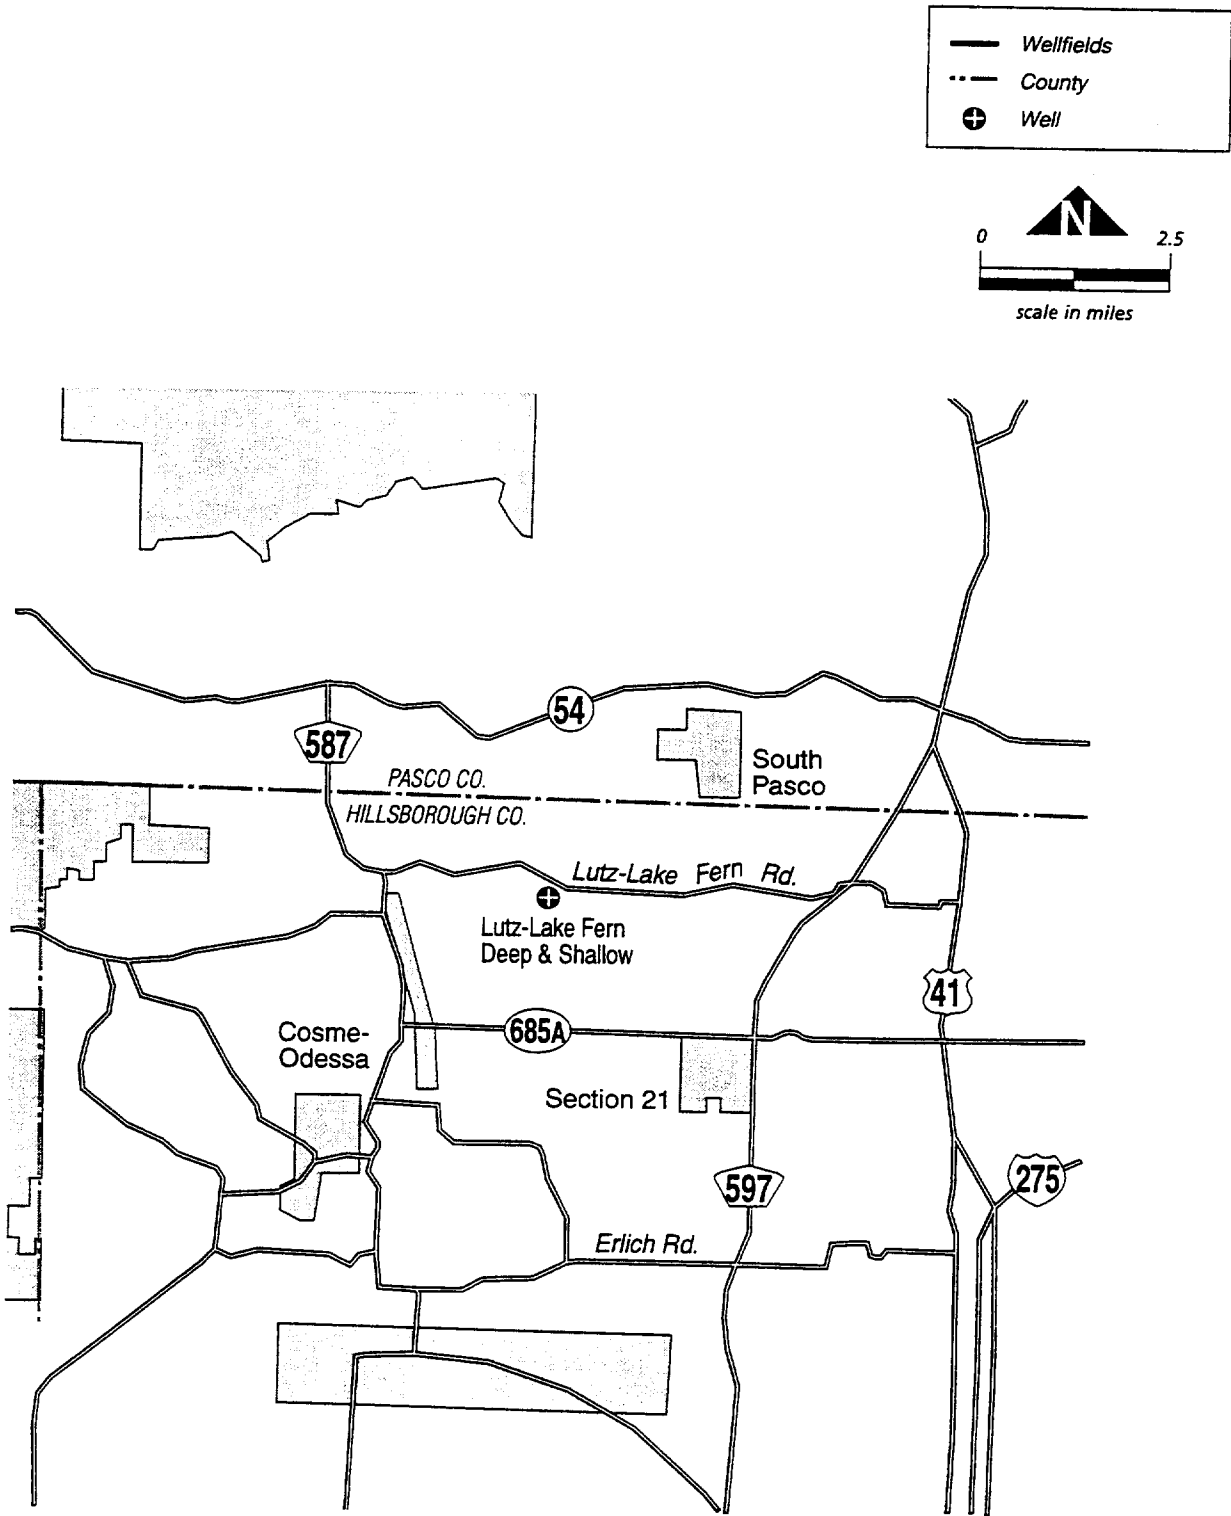 Wellfields
County
Well
N
0 2.5
scale in miles
54
587
South
Pasco
PASCO CO.
HILLSBOROUGH CO.
Lutz-Lake Fern Rd.
Lutz-Lake Fern
Deep & Shallow
41
685A
Cosme-
Odessa
Section 21
275
597
Erlich Rd.